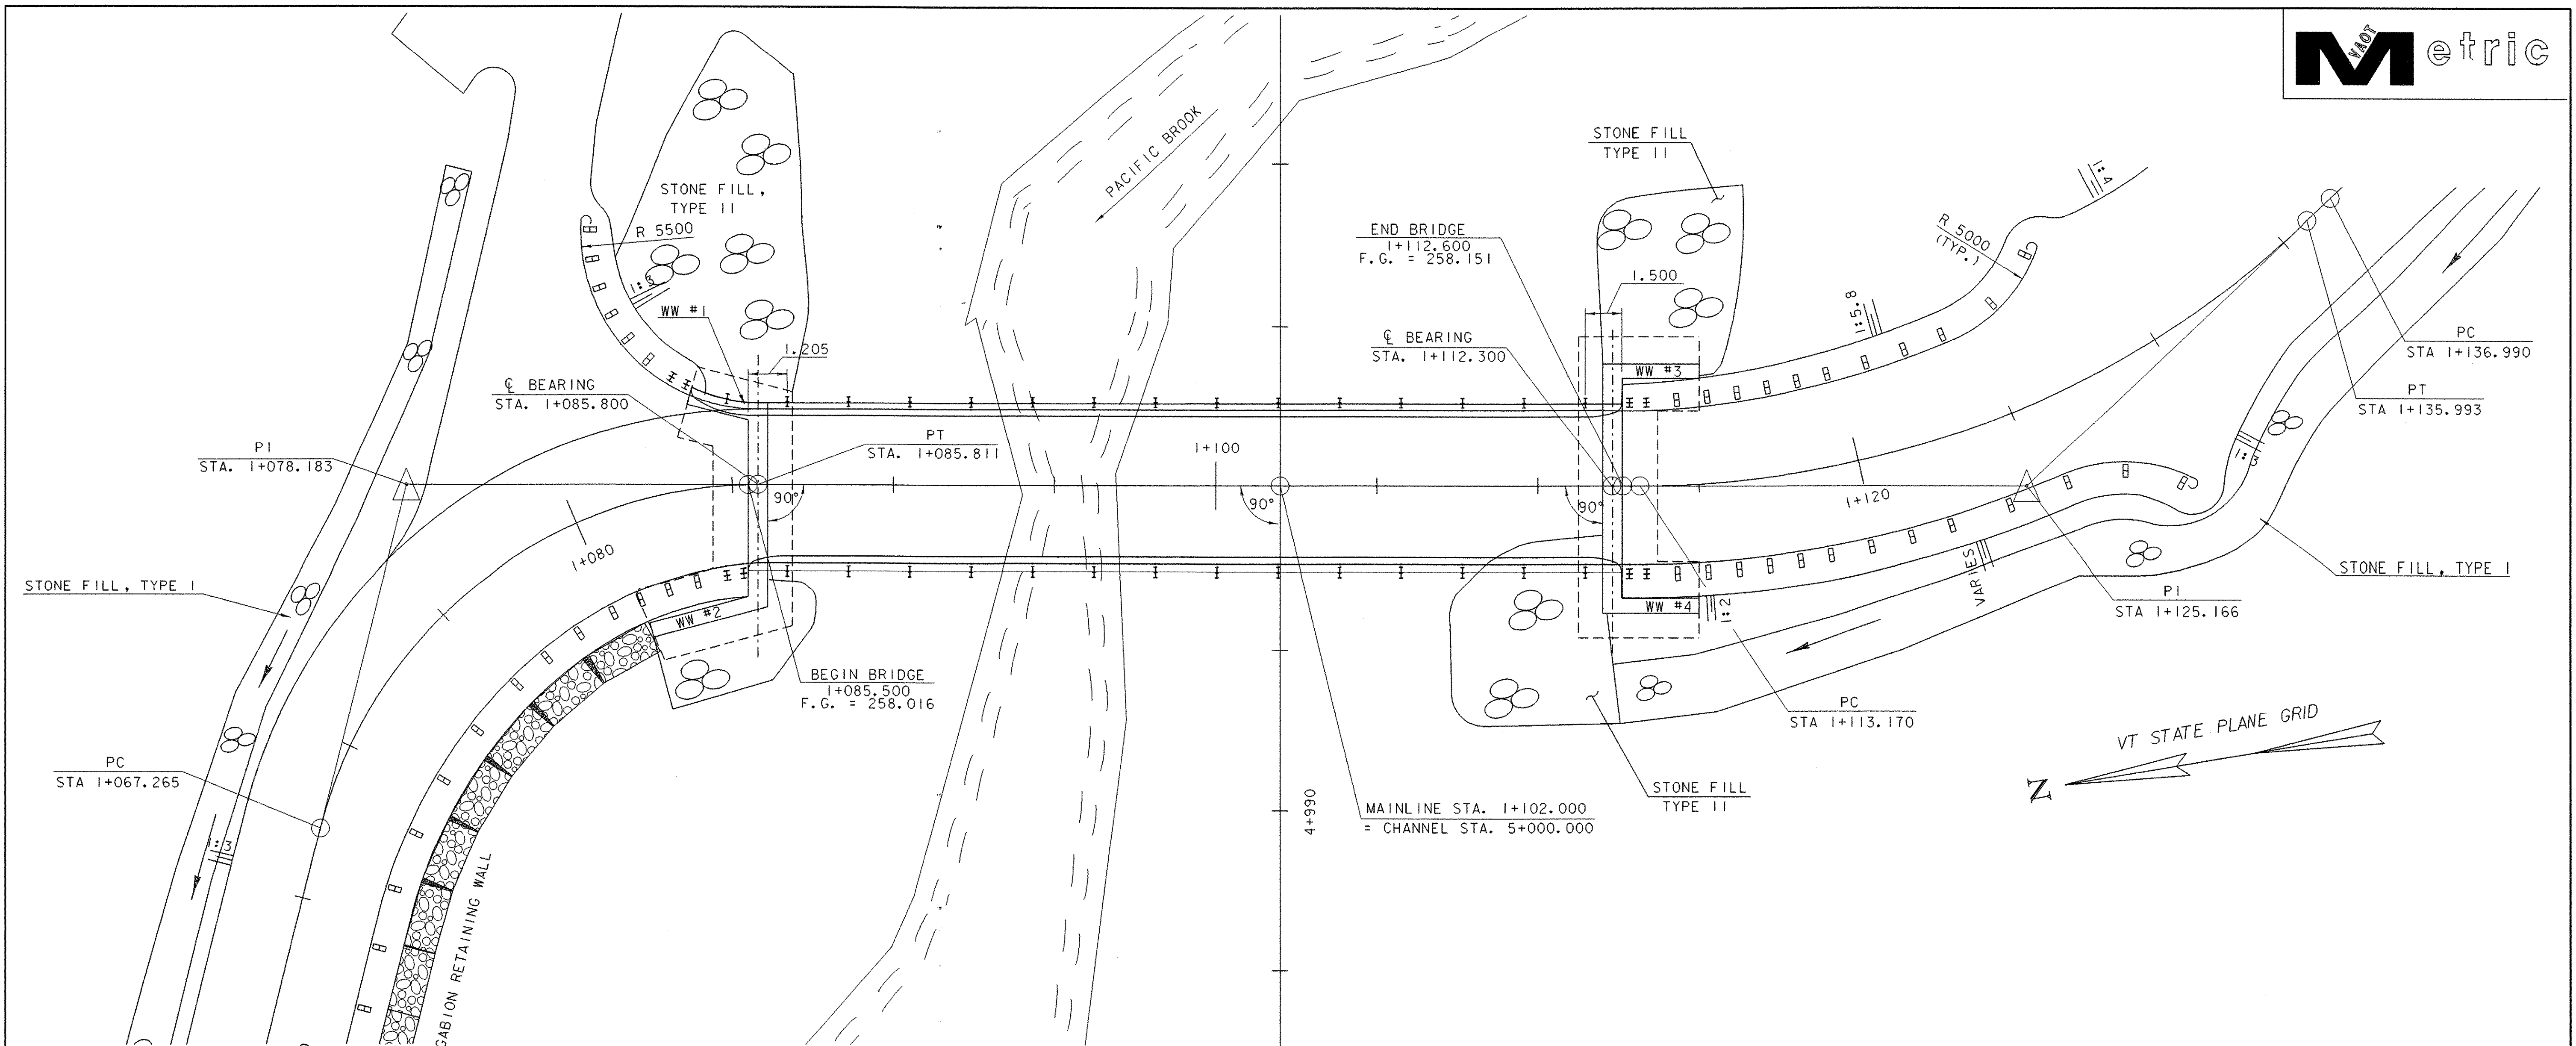 VAOT
Metric
PACIFIC BROOK
STONE FILL
TYPE II
1:4
STONE FILL,
TYPE II
R 5500
END BRIDGE
1+112.600
F.G. = 258.151
R 5000
(TYP.)
1.500
1:3
WW #1
1:5.8
PC
STA 1+136.990
1.205
℄ BEARING
STA. 1+112.300
WW #3
℄ BEARING
STA. 1+085.800
PT
STA 1+135.993
PI
STA. 1+078.183
PT
STA. 1+085.811
1+100
1:3
90°
90°
90°
1+120
1+080
STONE FILL, TYPE I
VARIES
STONE FILL, TYPE I
WW #2
WW #4
1:2
PI
STA 1+125.166
BEGIN BRIDGE
1+085.500
F.G. = 258.016
PC
STA 1+113.170
VT STATE PLANE GRID
Z
PC
STA 1+067.265
STONE FILL
TYPE II
4+990
MAINLINE STA. 1+102.000
= CHANNEL STA. 5+000.000
1:3
GABION RETAINING WALL